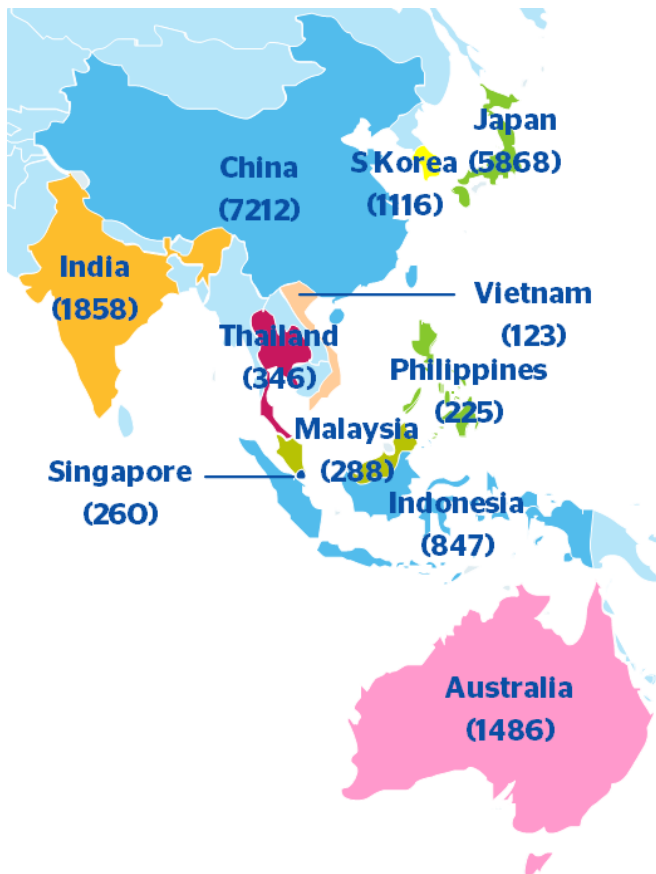 Japan
S Korea (5868)
(1116)
China
(7212)
India
(1858)
Vietnam
(123)
Thailand
(346)
Philippines
(225)
Malaysia
(288)
Singapore
(260)
Indonesia
(847)
Australia
(1486)